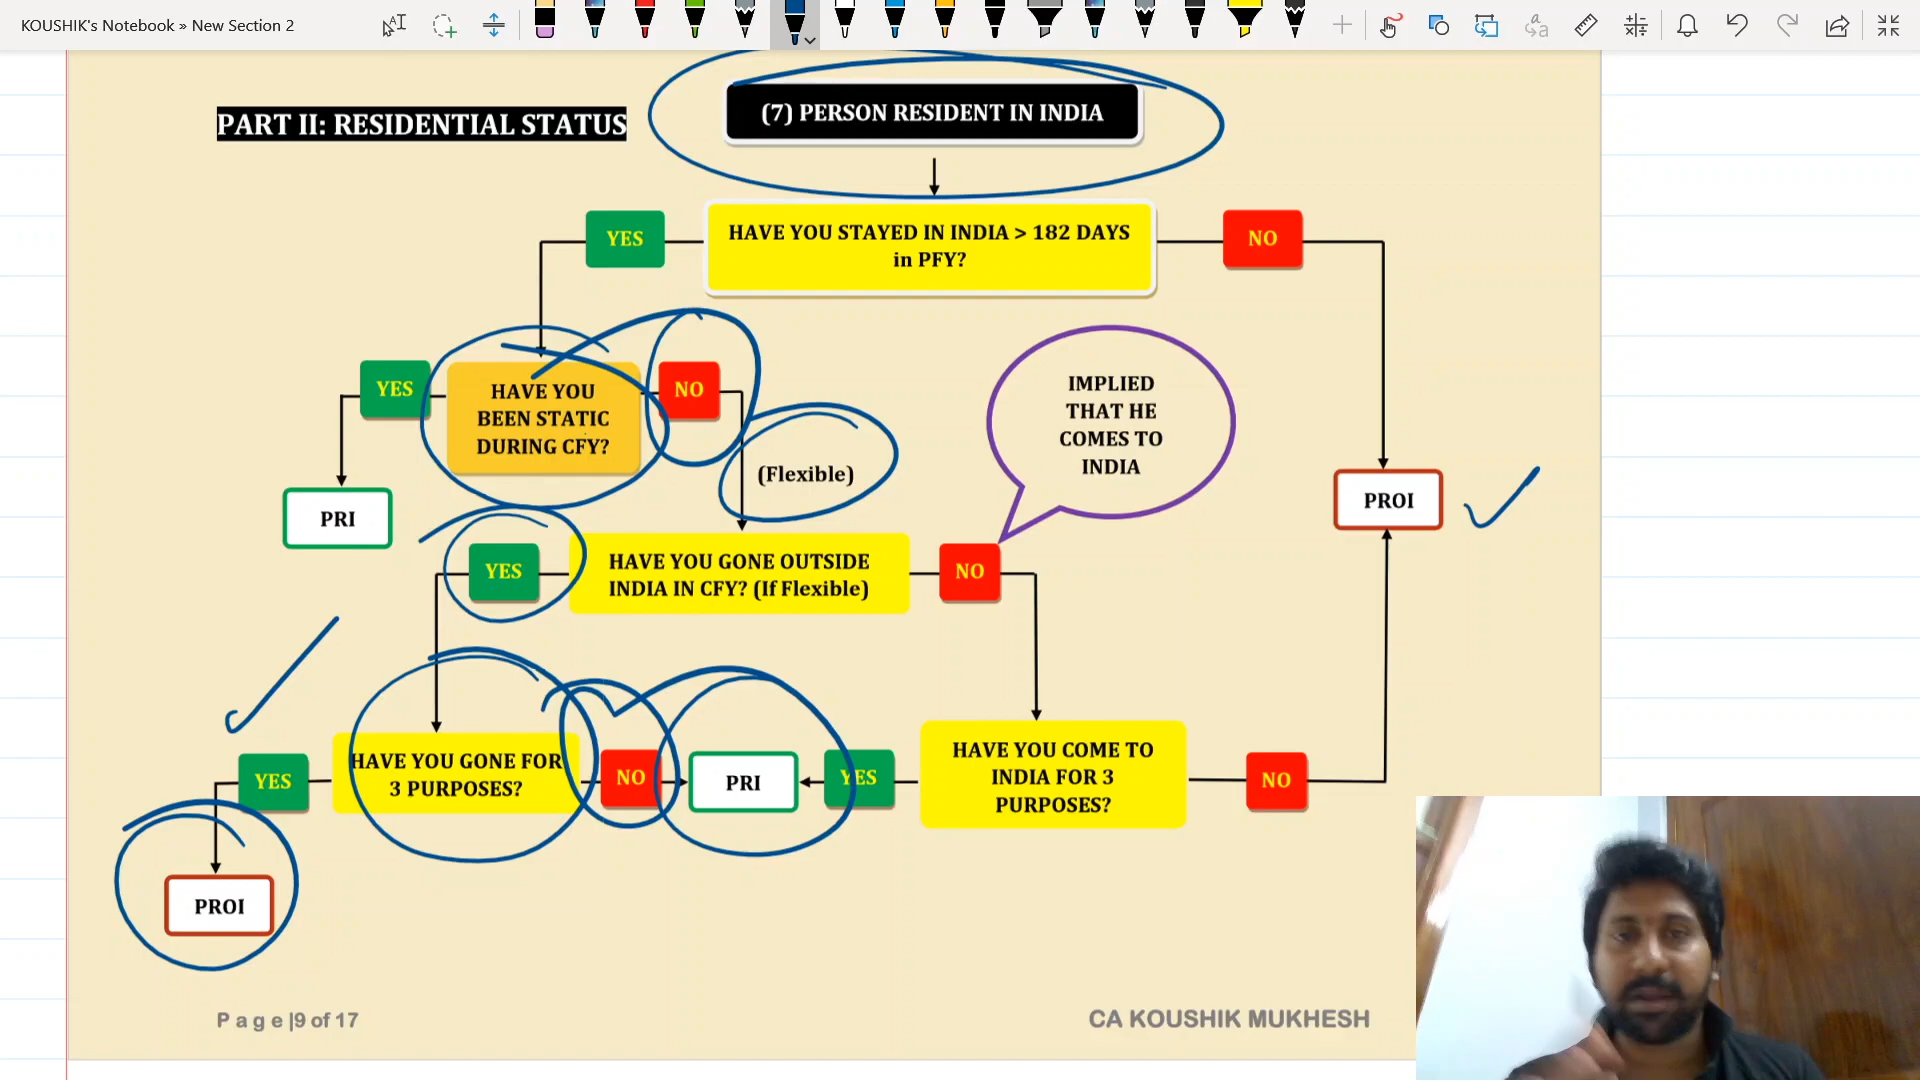 KOUSHIK's Notebook » New Section 2
PART II: RESIDENTIAL STATUS
(7) PERSON RESIDENT IN INDIA
YES
HAVE YOU STAYED IN INDIA > 182 DAYS
in PFY?
NO
YES
HAVE YOU
BEEN STATIC
DURING CFY?
NO
(Flexible)
IMPLIED
THAT HE
COMES TO
INDIA
PRI
PROI
YES
HAVE YOU GONE OUTSIDE
INDIA IN CFY? (If Flexible)
NO
YES
HAVE YOU GONE FOR
3 PURPOSES?
NO
PRI
YES
HAVE YOU COME TO
INDIA FOR 3
PURPOSES?
NO
PROI
Page |9 of 17
CA KOUSHIK MUKHESH